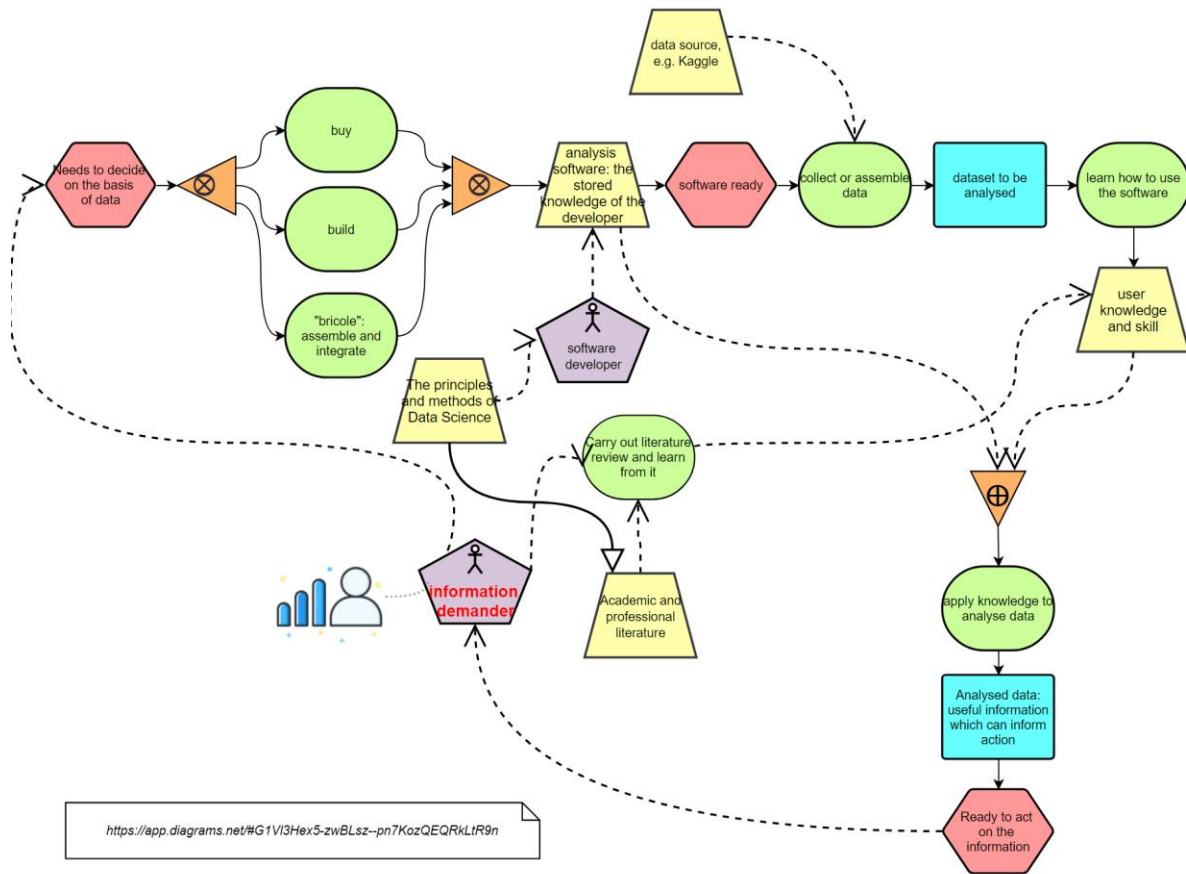 data source,
e.g. Kaggle
Needs to decide
on the basis
of data
buy
build
"bricole":
assemble and
integrate
analysis
software: the
stored
knowledge of the
developer
software ready
collect or assemble
data
dataset to be
analysed
learn how to use
the software
user
knowledge
and skill
software
developer
The principles
and methods of
Data Science
Carry out literature
review and learn
from it
information
demander
Academic and
professional
literature
apply knowledge to
analyse data
Analysed data:
useful information
which can inform
action
Ready to act
on the
information
https://app.diagrams.net/#G1Vl3Hex5-zwBLsz--pn7KozQEQRkLtR9n